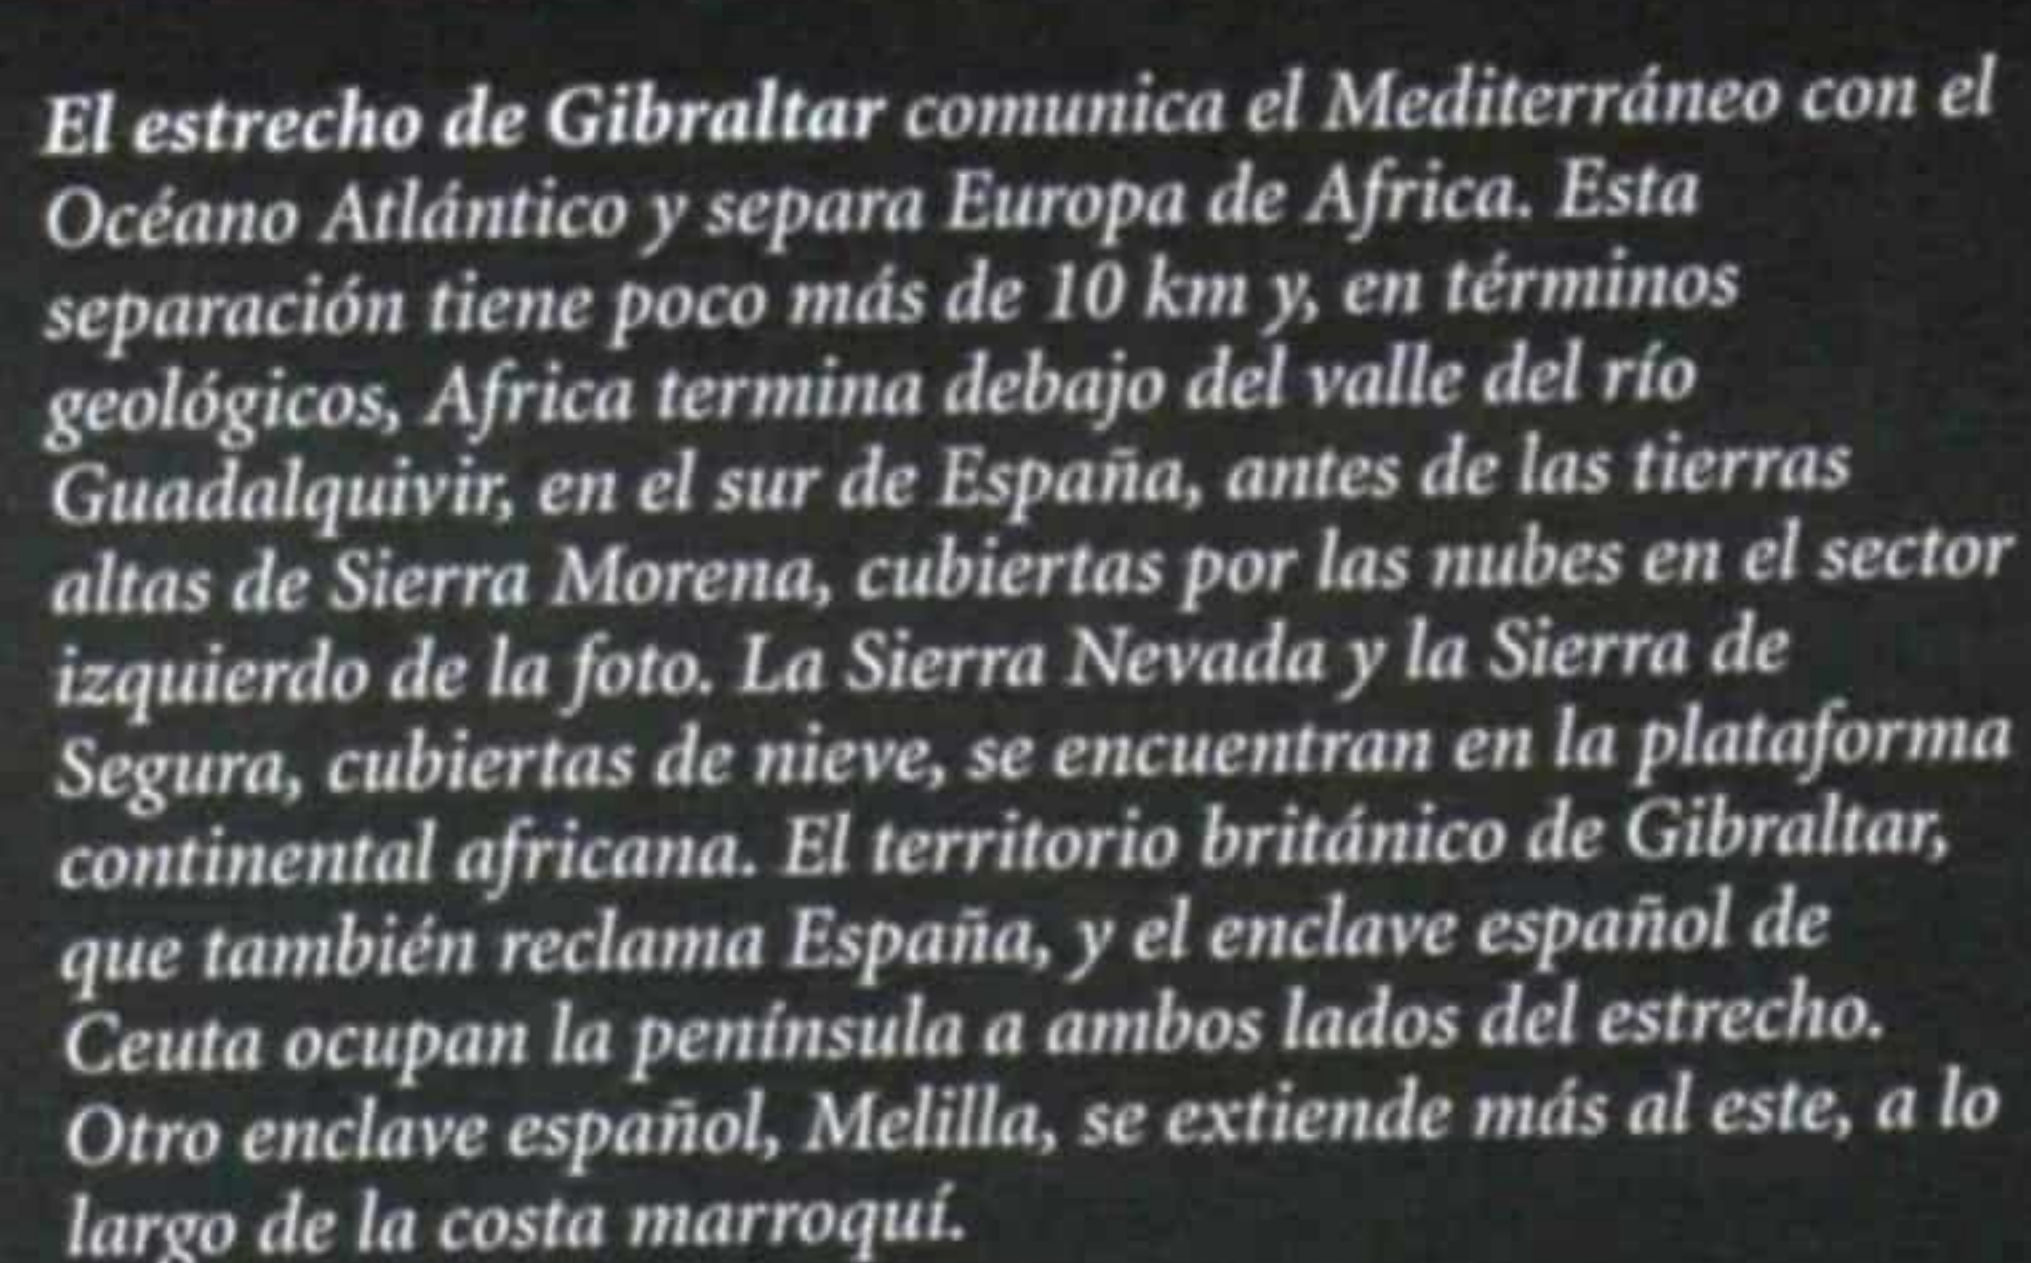 El estrecho de Gibraltar comunica el Mediterráneo con el
Océano Atlántico y separa Europa de Africa. Esta
separación tiene poco más de 10 km y, en términos
geológicos, Africa termina debajo del valle del río
Guadalquivir, en el sur de España, antes de las tierras
altas de Sierra Morena, cubiertas por las nubes en el sector
izquierdo de la foto. La Sierra Nevada y la Sierra de
Segura, cubiertas de nieve, se encuentran en la plataforma
continental africana. El territorio británico de Gibraltar,
que también reclama España, y el enclave español de
Ceuta ocupan la península a ambos lados del estrecho.
Otro enclave español, Melilla, se extiende más al este, a lo
largo de la costa marroquí.